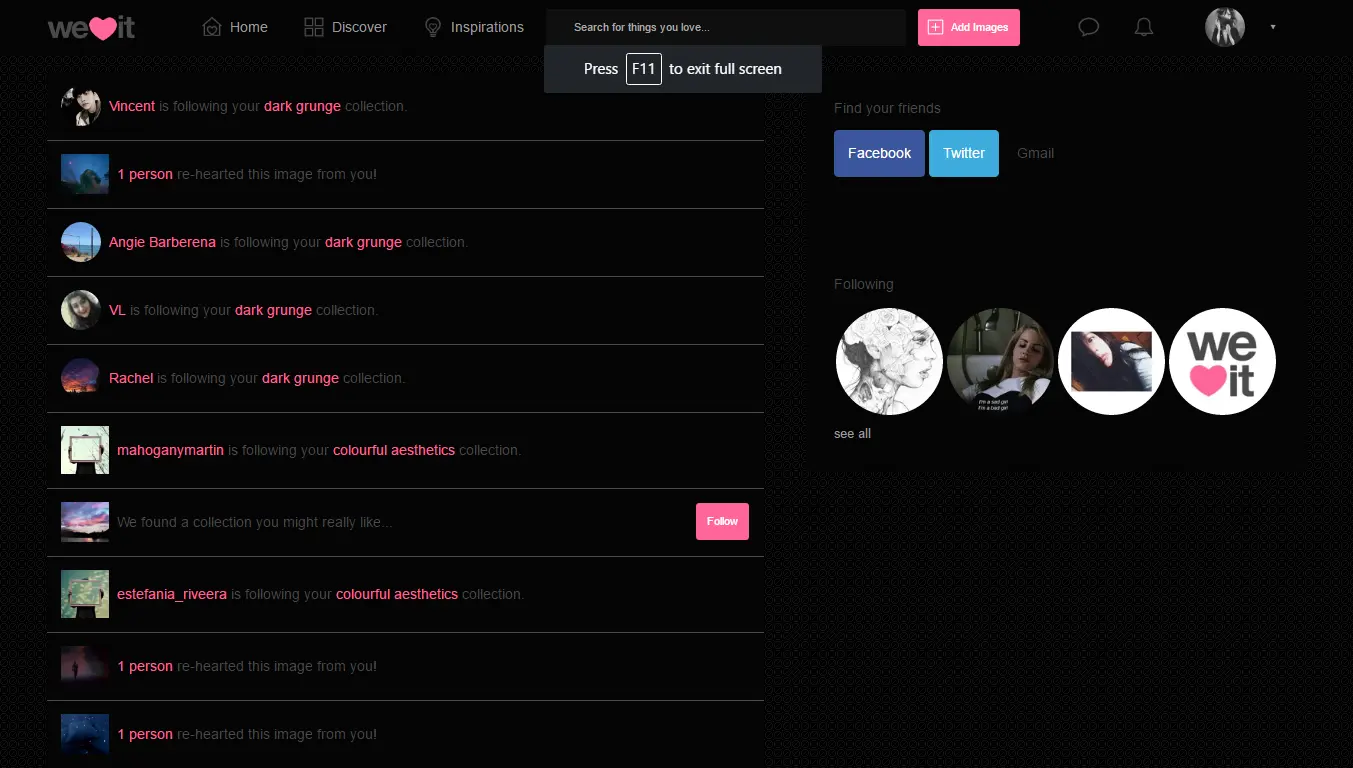 we it
Home
Discover
Inspirations
Search for things you love...
Add Images
Press F11 to exit full screen
Vincent is following your dark grunge collection.
1 person re-hearted this image from you!
Angie Barberena is following your dark grunge collection.
VL is following your dark grunge collection.
Rachel is following your dark grunge collection.
mahoganymartin is following your colourful aesthetics collection.
We found a collection you might really like...
Follow
estefania_riveera is following your colourful aesthetics collection.
1 person re-hearted this image from you!
1 person re-hearted this image from you!
Find your friends
Facebook
Twitter
Gmail
Following
I'm a sad girl
I'm a bad girl
we
it
see all